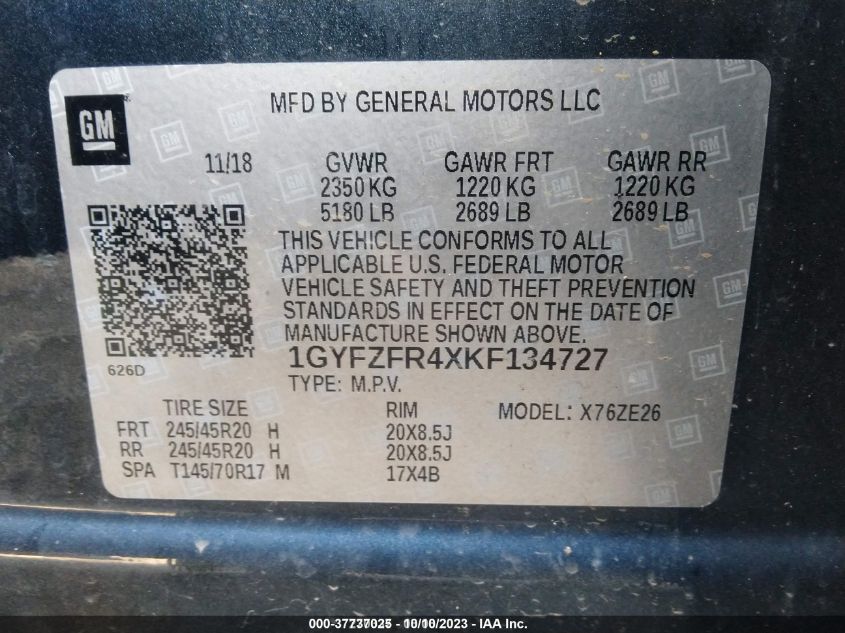 GM
MFD BY GENERAL MOTORS LLC
11/18 GVWR GAWR FRT GAWR RR
2350 KG 1220 KG 1220 KG
5180 LB 2689 LB 2689 LB
THIS VEHICLE CONFORMS TO ALL
APPLICABLE U.S. FEDERAL MOTOR
VEHICLE SAFETY AND THEFT PREVENTION
STANDARDS IN EFFECT ON THE DATE OF
MANUFACTURE SHOWN ABOVE.
626D
1GYFZFR4XKF134727
TYPE: M.P.V.
TIRE SIZE RIM MODEL: X76ZE26
FRT 245/45R20 H 20X8.5J
RR 245/45R20 H 20X8.5J
SPA T145/70R17 M 17X4B
000-37737025 - 10/10/2023 - IAA Inc.